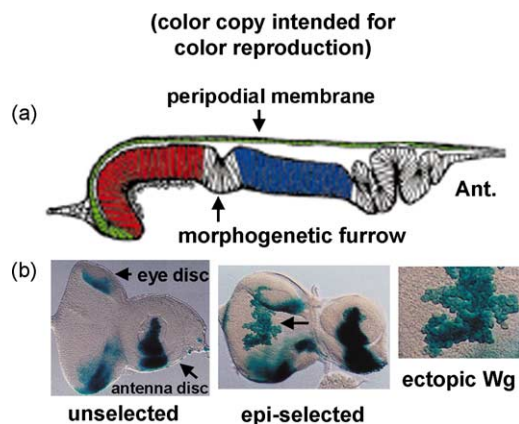 (color copy intended for
color reproduction)
peripodial membrane
(a)
Ant.
morphogenetic furrow
(b)
eye disc
antenna disc
ectopic Wg
unselected
epi-selected